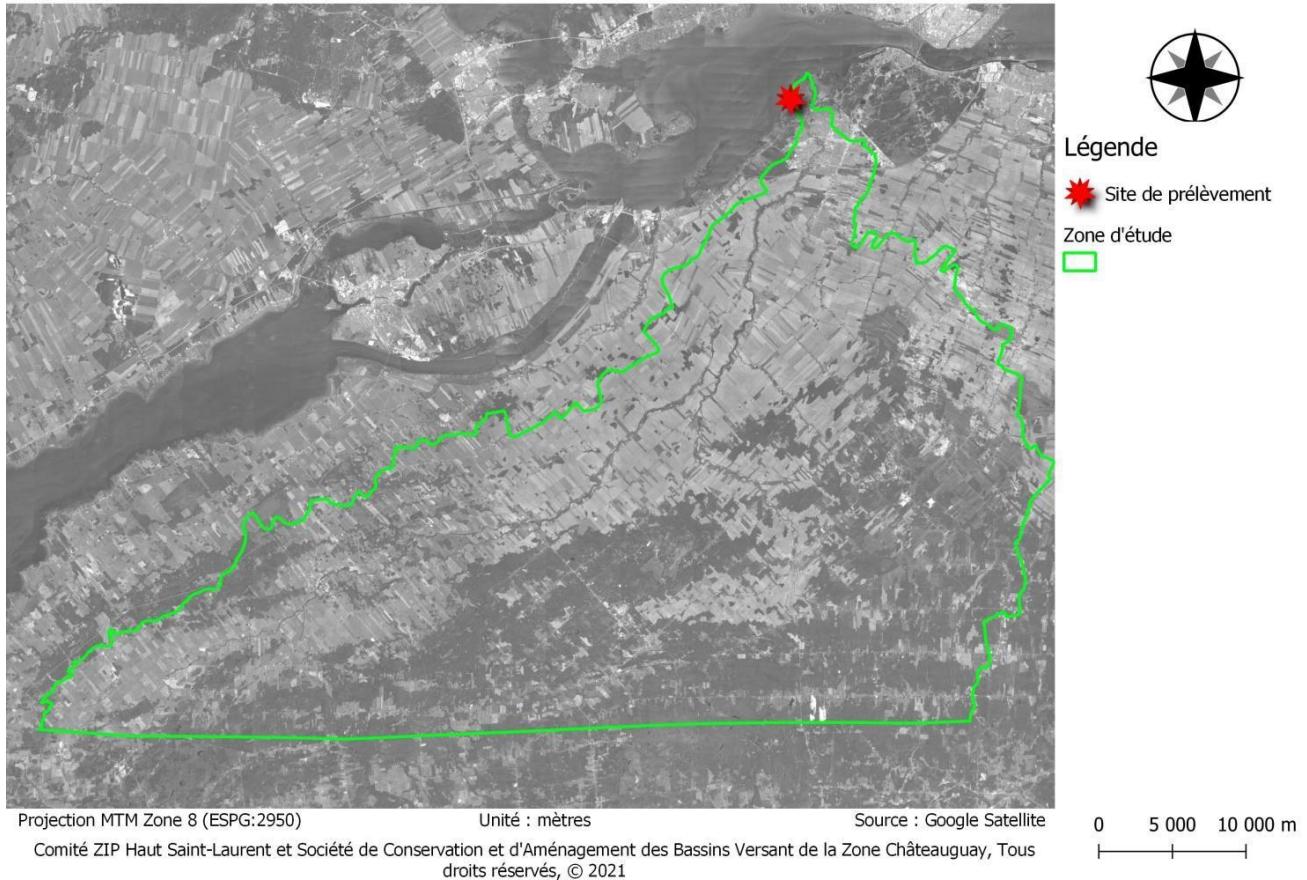 Légende
Site de prélèvement
Zone d'étude
Projection MTM Zone 8 (ESPG:2950) Unité : mètres Source : Google Satellite
0 5 000 10 000 m
Comité ZIP Haut Saint-Laurent et Société de Conservation et d'Aménagement des Bassins Versant de la Zone Châteauguay, Tous
droits réservés, © 2021